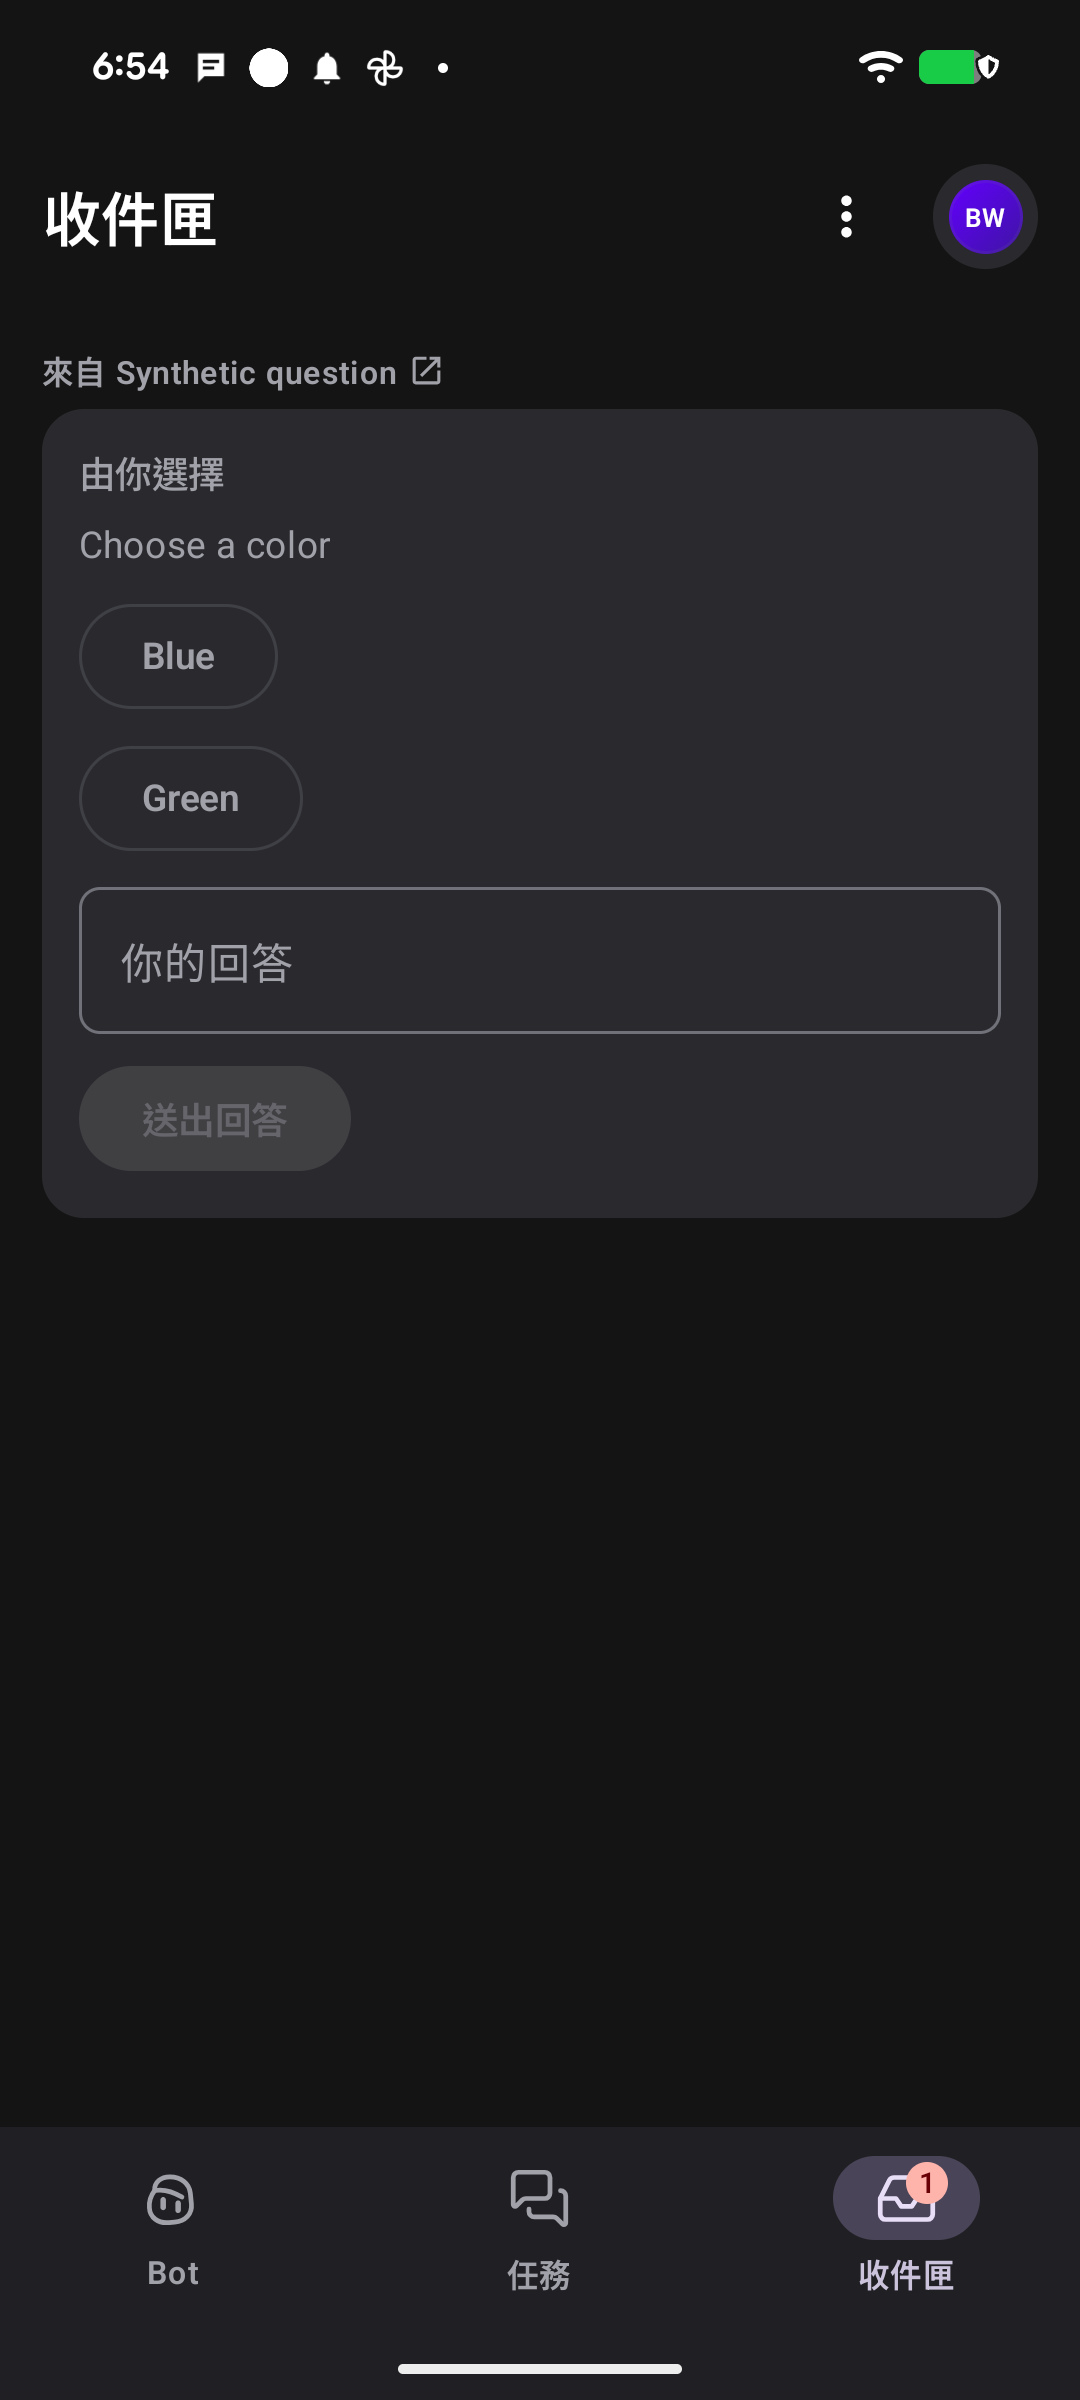 6:54
收件匣
BW
來自 Synthetic question
由你選擇
Choose a color
Blue
Green
你的回答
送出回答
1
Bot
任務
收件匣